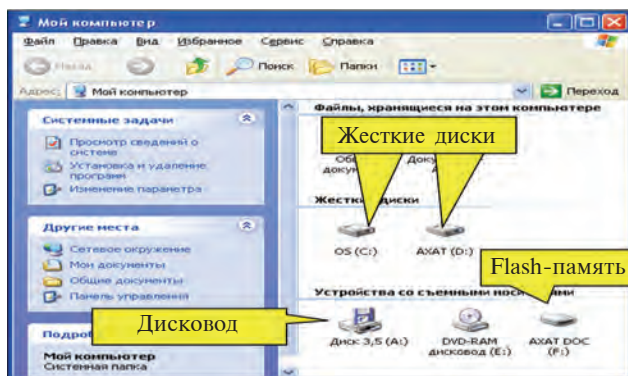 Мой компьютер
Файл Правка Вид Избранное Сервис Справка
Назад Поиск Папки
Адрес: Мой компьютер Переход
Системные задачи
Просмотр сведений о
системе
Установка и удаление
программ
Изменение параметра
Другие места
Сетевое окружение
Мои документы
Общие документы
Панель управления
Подроб
Мой компьютер
Системная папка
Файлы, хранящиеся на этом компьютере
Жесткие диски
Жесткие диски
OS (C:) AXAT (D:)
Flash-память
Устройства со съемными носителями
Дисковод
Диск 3,5 (A:) DVD-RAM AXAT DOC
дисковод (E:) (F:)